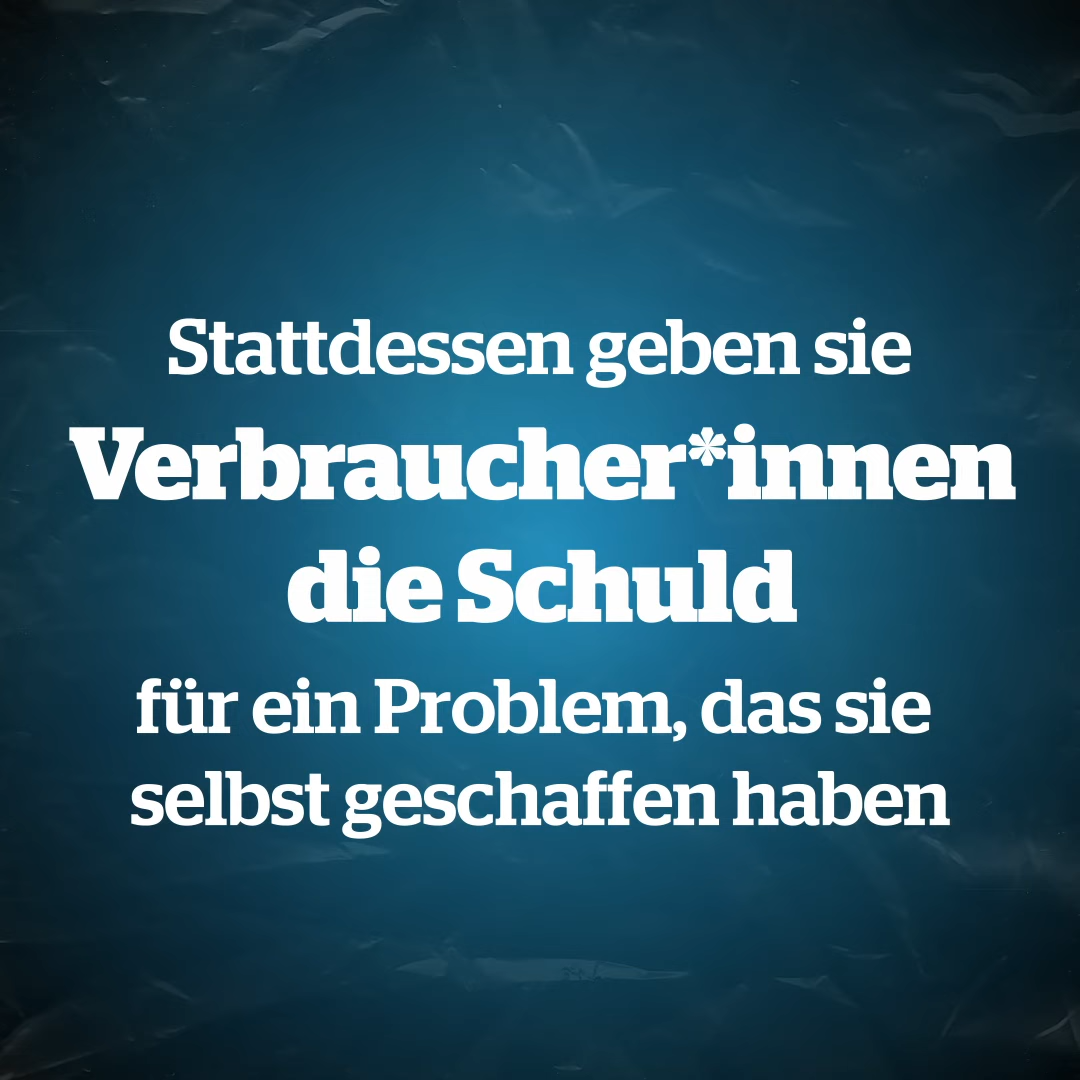 Stattdessen geben sie
Verbraucher*innen
die Schuld
für ein Problem, das sie
selbst geschaffen haben